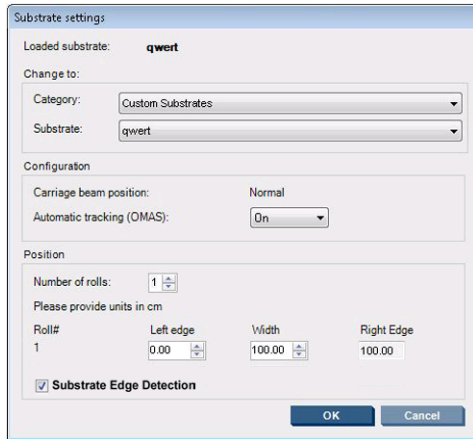 Substrate settings
Loaded substrate: qwert
Change to:
Category: Custom Substrates
Substrate: qwert
Configuration
Carriage beam position: Normal
Automatic tracking (OMAS): On
Position
Number of rolls: 1
Please provide units in cm
Roll# Left edge Width Right Edge
1 0.00 100.00 100.00
Substrate Edge Detection
OK Cancel